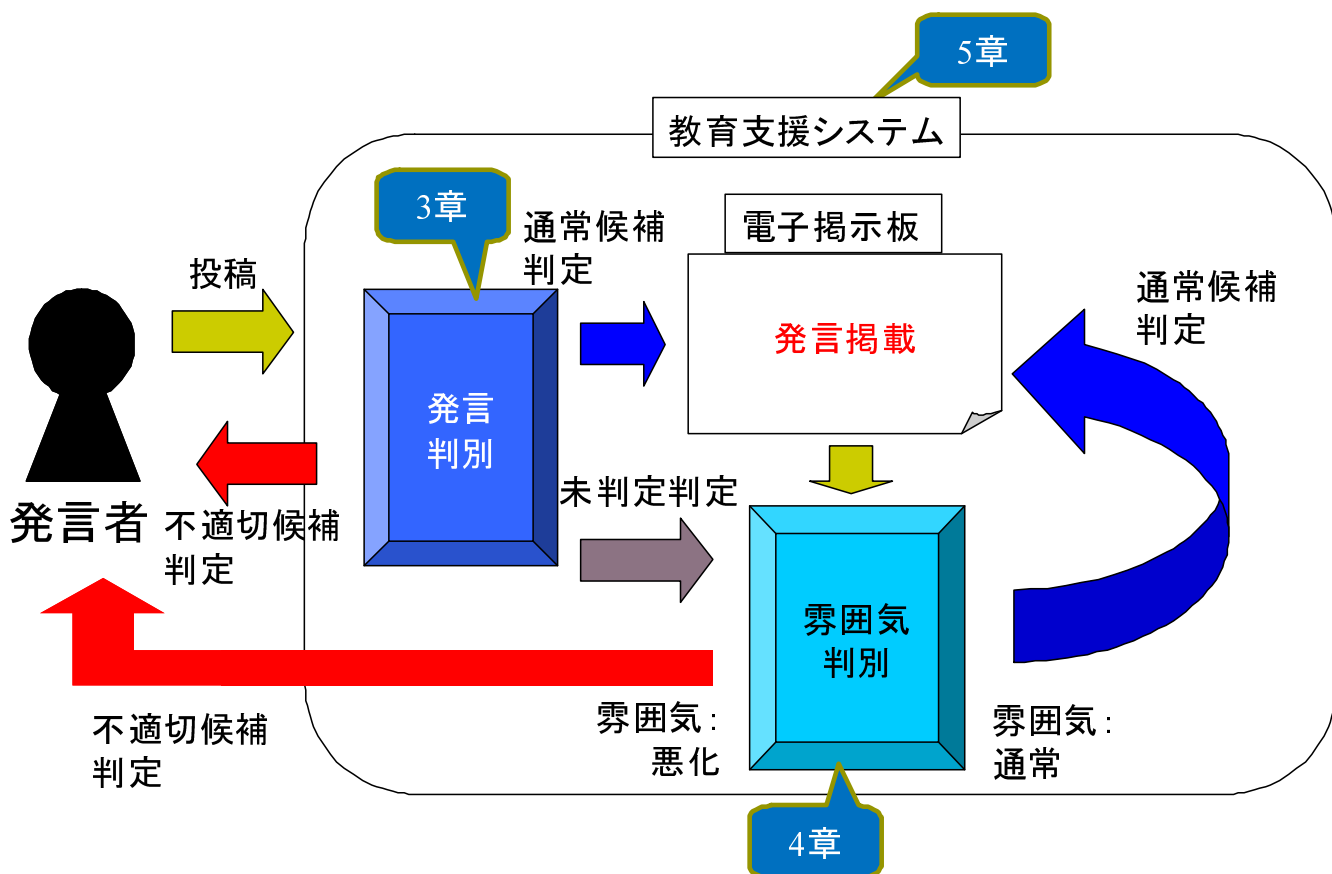 5章
教育支援システム
3章
電子掲示板
通常候補
判定
投稿
通常候補
判定
発言掲載
発言
判別
未判定判定
発言者
不適切候補
判定
雰囲気
判別
不適切候補
判定
雰囲気:
悪化
雰囲気:
通常
4章